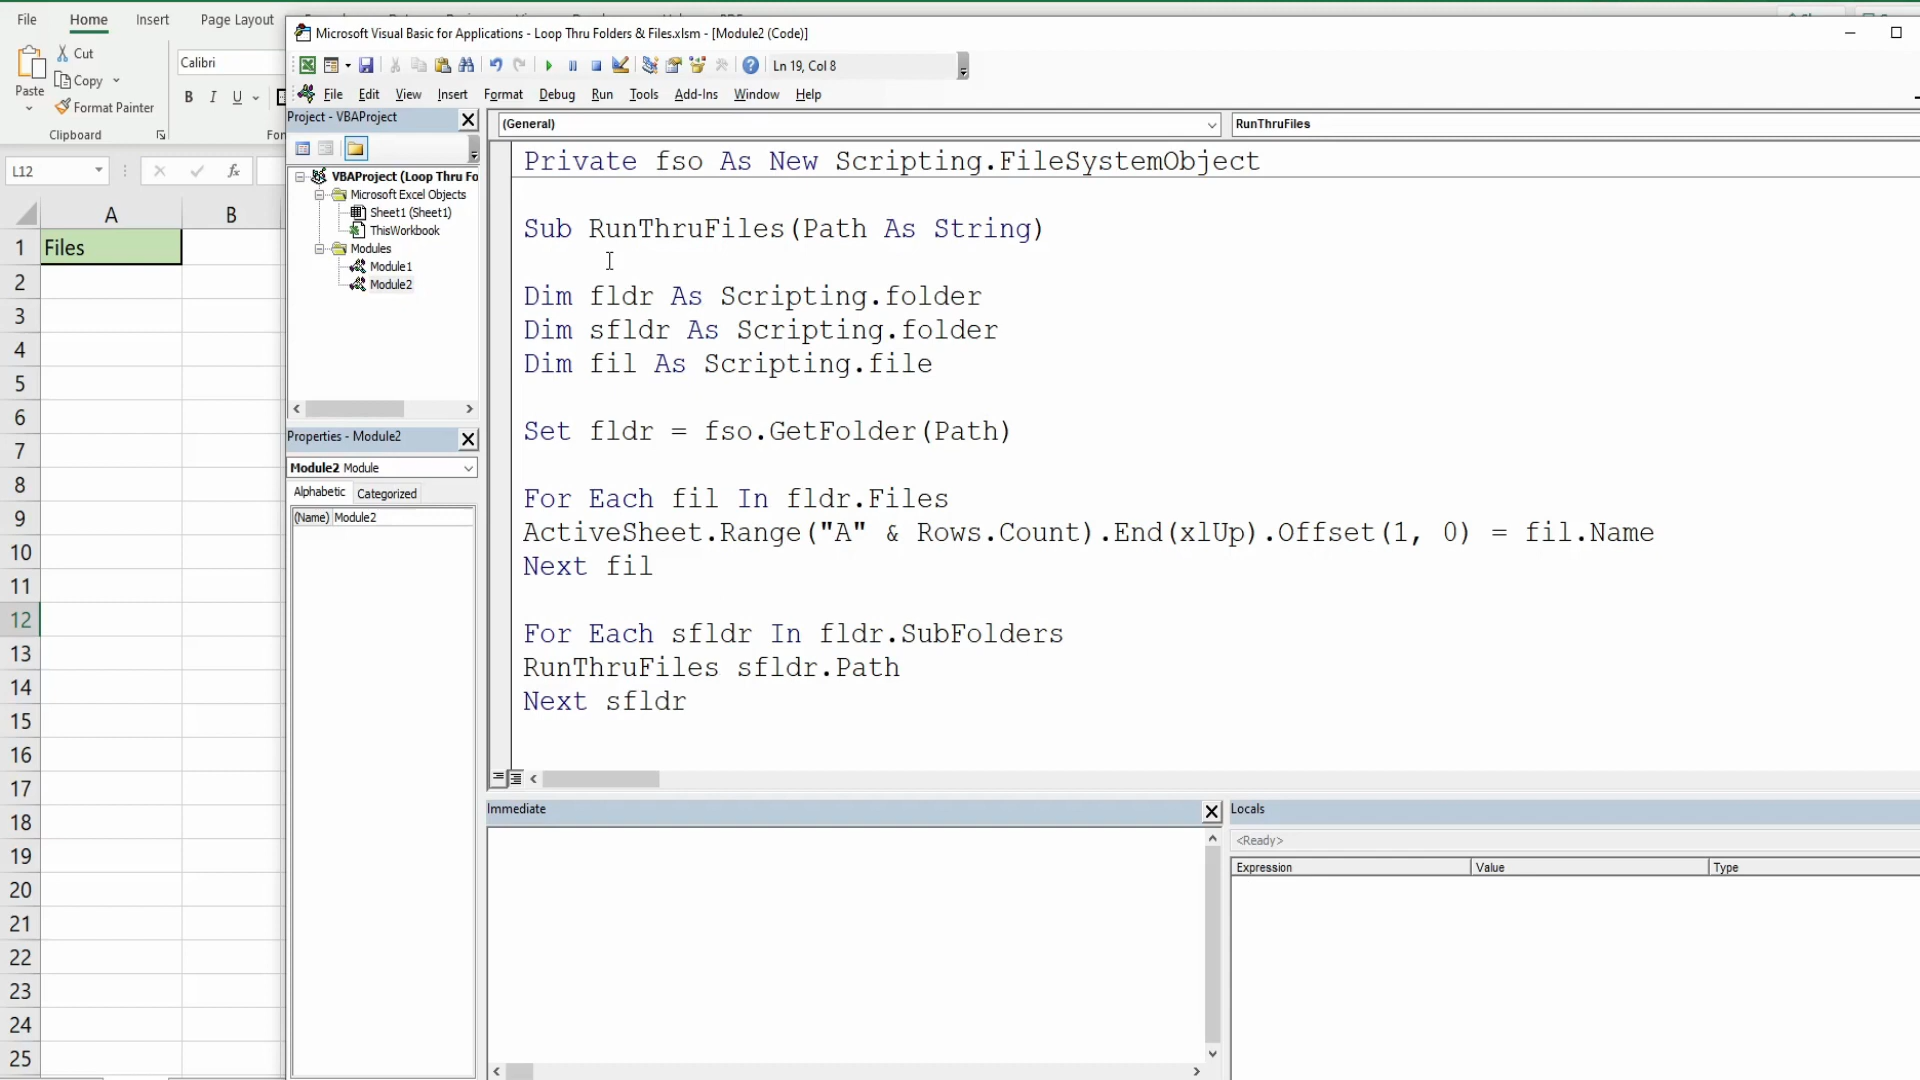 File Home Insert Page Layout
Microsoft Visual Basic for Applications - Loop Thru Folders & Files.xlsm - [Module2 (Code)]
Cut
Copy
Format Painter
Paste
Clipboard
Calibri
B I U
Ln 19, Col 8
File Edit View Insert Format Debug Run Tools Add-Ins Window Help
L12
fx
Project - VBAProject
VBAProject (Loop Thru Fo
Microsoft Excel Objects
Sheet1 (Sheet1)
ThisWorkbook
Modules
Module1
Module2
Properties - Module2
Module2 Module
Alphabetic Categorized
(Name) Module2
(General) RunThruFiles
Private fso As New Scripting.FileSystemObject
Sub RunThruFiles(Path As String)
Dim fldr As Scripting.folder
Dim sfldr As Scripting.folder
Dim fil As Scripting.file
Set fldr = fso.GetFolder(Path)
For Each fil In fldr.Files
ActiveSheet.Range("A" & Rows.Count).End(xlUp).Offset(1, 0) = fil.Name
Next fil
For Each sfldr In fldr.SubFolders
RunThruFiles sfldr.Path
Next sfldr
Immediate
Locals
<Ready>
Expression Value Type
A B
1 Files
2
3
4
5
6
7
8
9
10
11
12
13
14
15
16
17
18
19
20
21
22
23
24
25